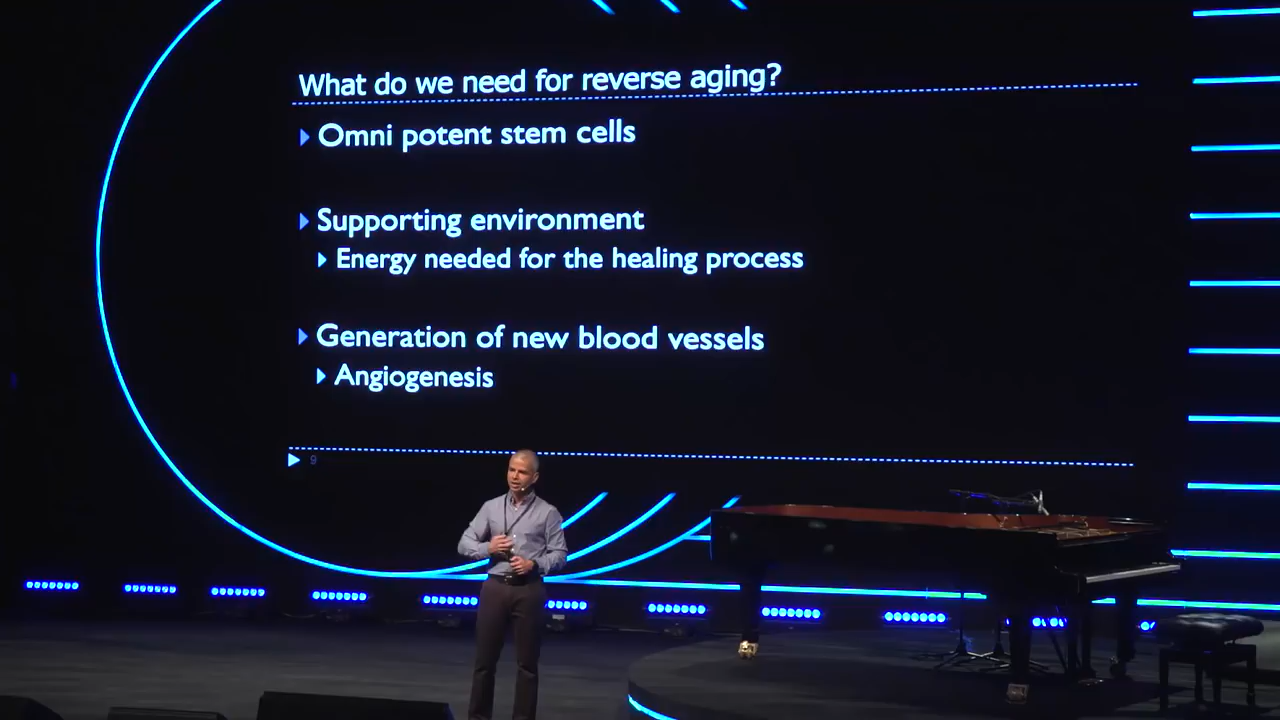 What do we need for reverse aging?
Omni potent stem cells
Supporting environment
Energy needed for the healing process
Generation of new blood vessels
Angiogenesis
9